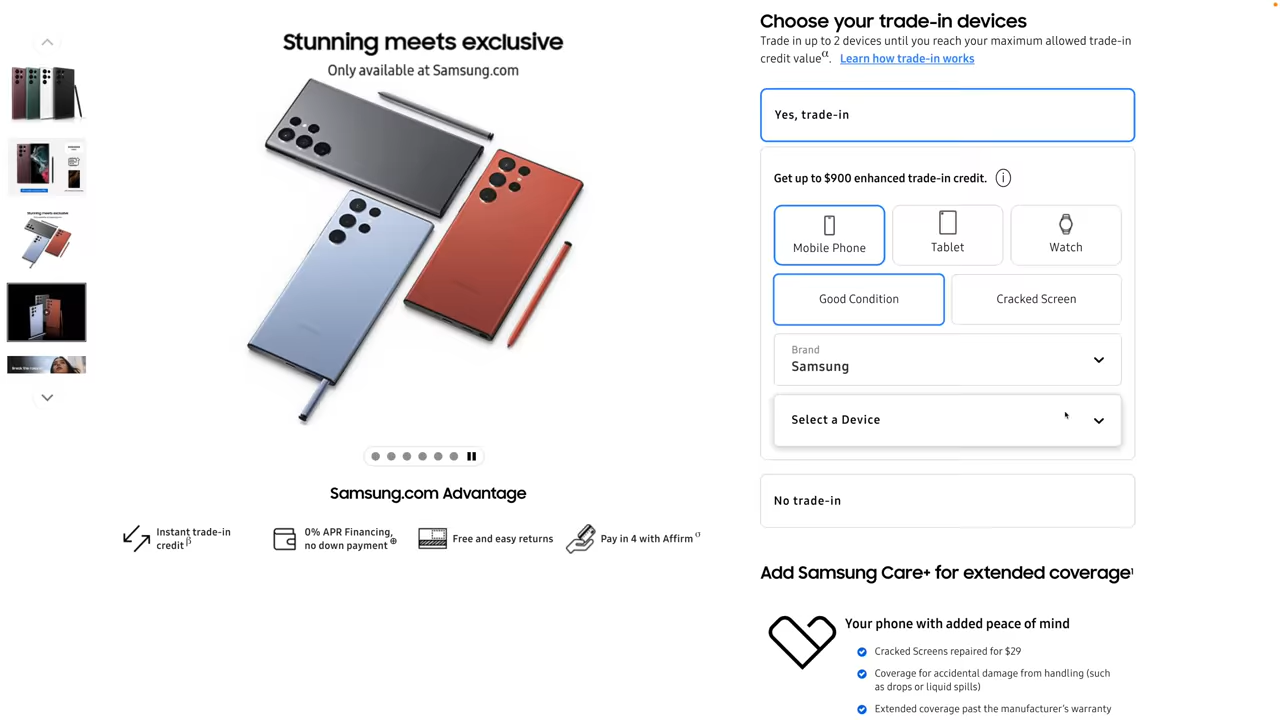 Stunning meets exclusive
Only available at Samsung.com
Samsung.com Advantage
Instant trade-in
credit β
0% APR Financing,
no down payment ⊕
Free and easy returns
Pay in 4 with Affirm σ
Choose your trade-in devices
Trade in up to 2 devices until you reach your maximum allowed trade-in
credit value α. Learn how trade-in works
Yes, trade-in
Get up to $900 enhanced trade-in credit. i
Mobile Phone
Tablet
Watch
Good Condition
Cracked Screen
Brand
Samsung
Select a Device
No trade-in
Add Samsung Care+ for extended coverage¹
Your phone with added peace of mind
Cracked Screens repaired for $29
Coverage for accidental damage from handling (such
as drops or liquid spills)
Extended coverage past the manufacturer's warranty